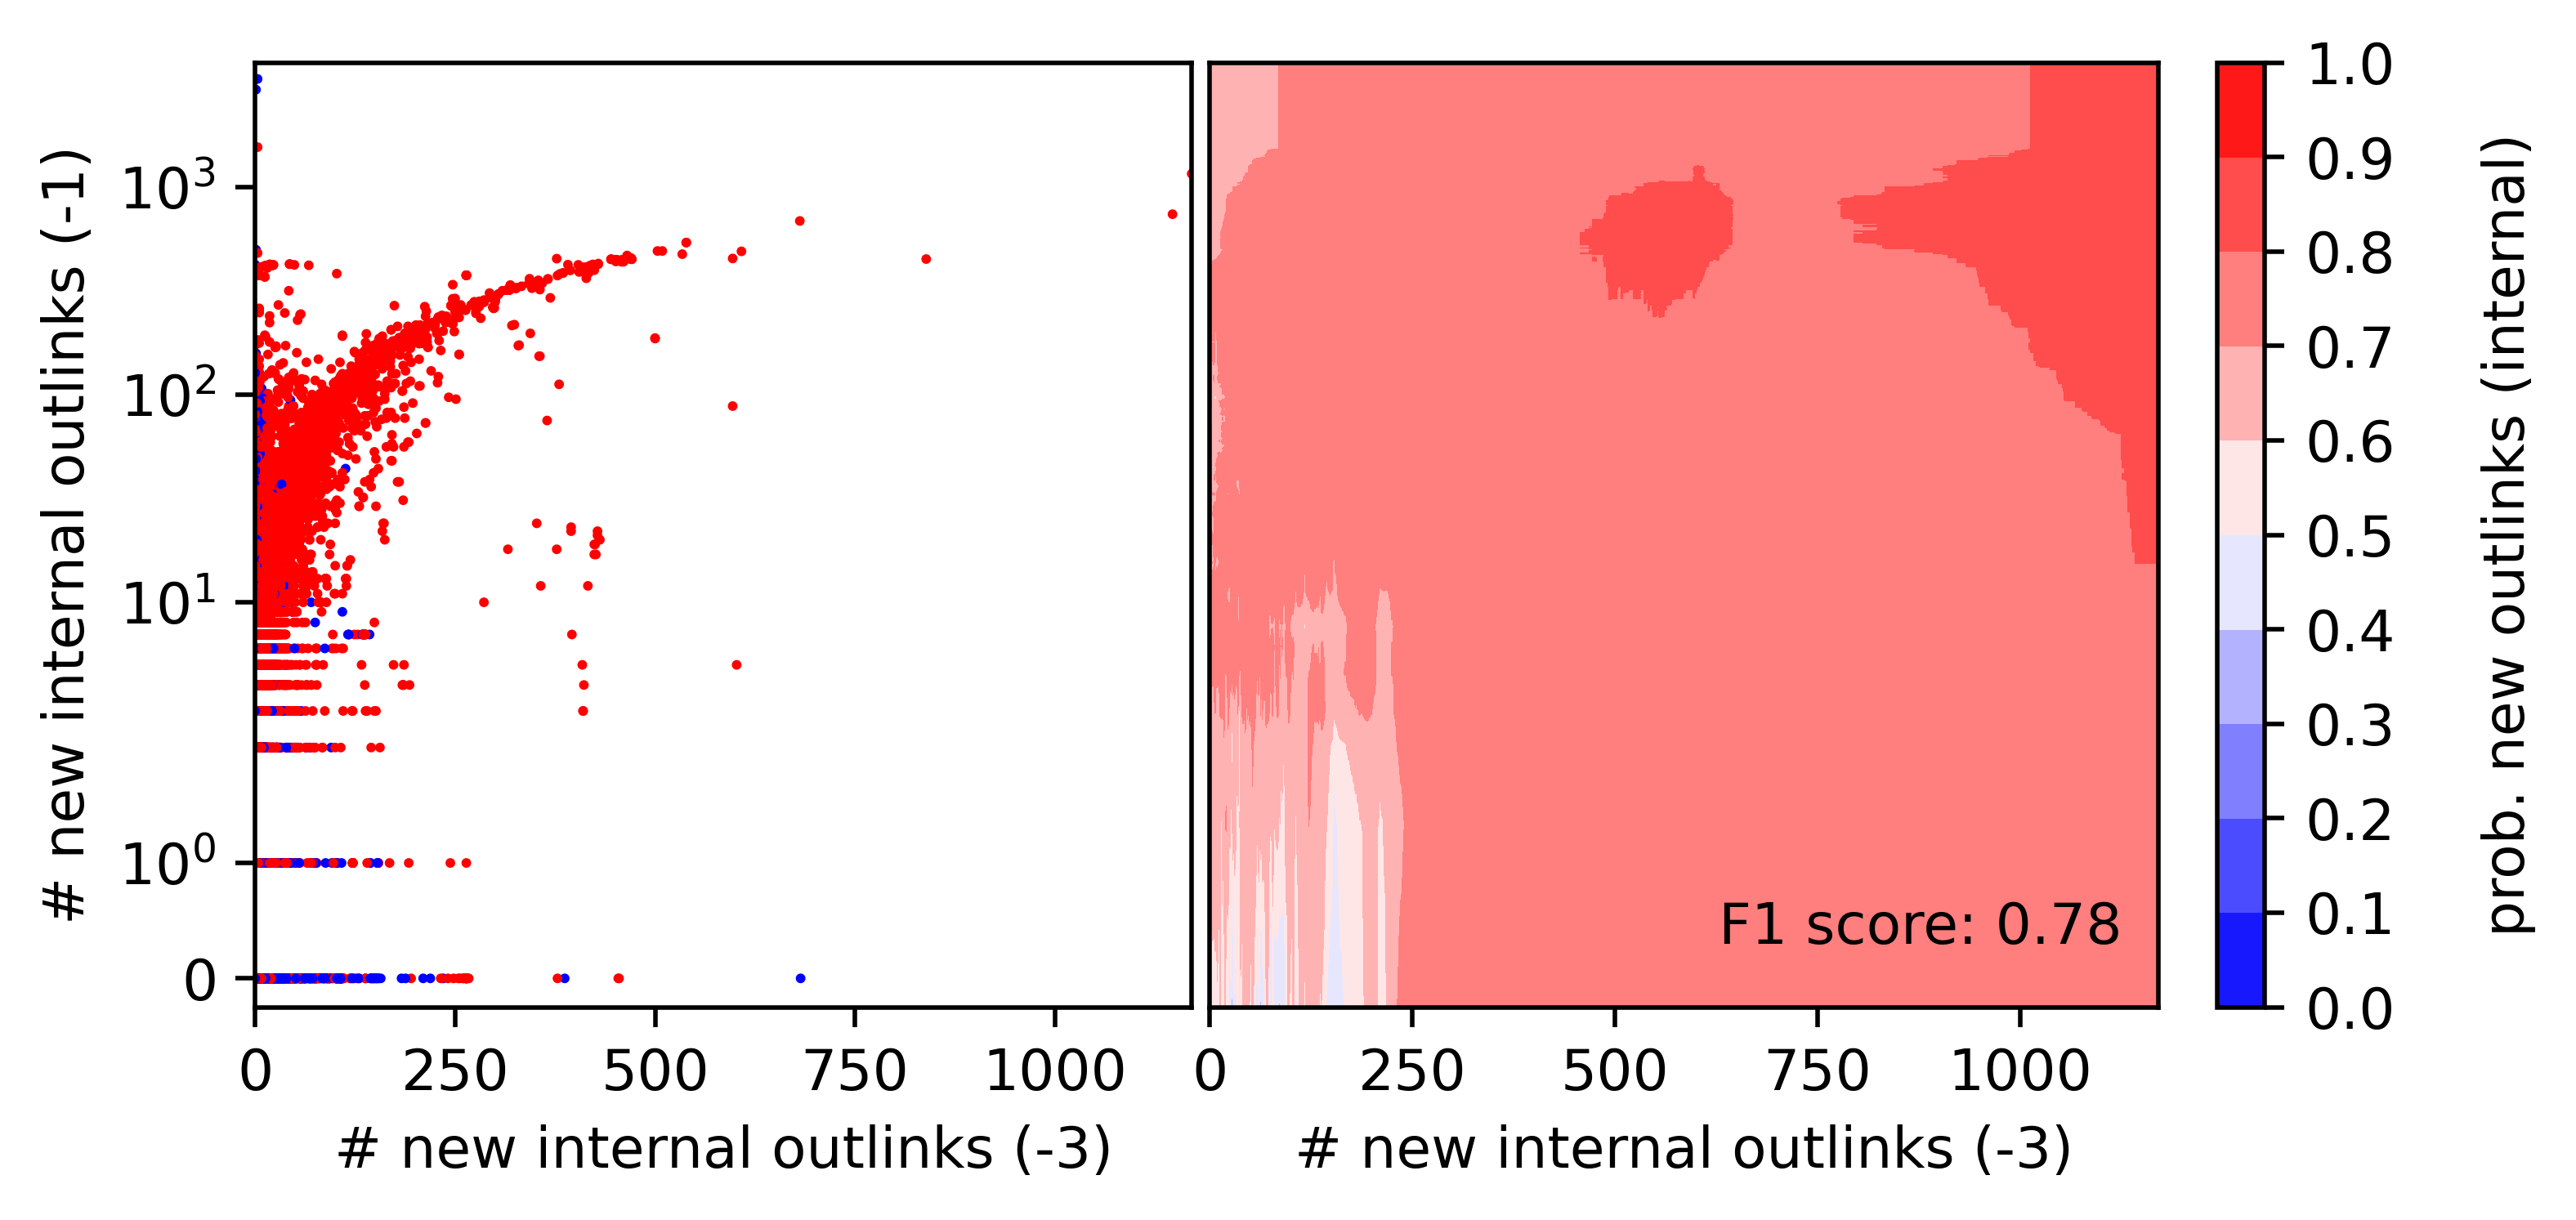 # new internal outlinks (-1)
10³
10²
10¹
10⁰
0
0 250 500 750 1000
# new internal outlinks (-3)
F1 score: 0.78
0 250 500 750 1000
# new internal outlinks (-3)
1.0
0.9
0.8
0.7
0.6
0.5
0.4
0.3
0.2
0.1
0.0
prob. new outlinks (internal)